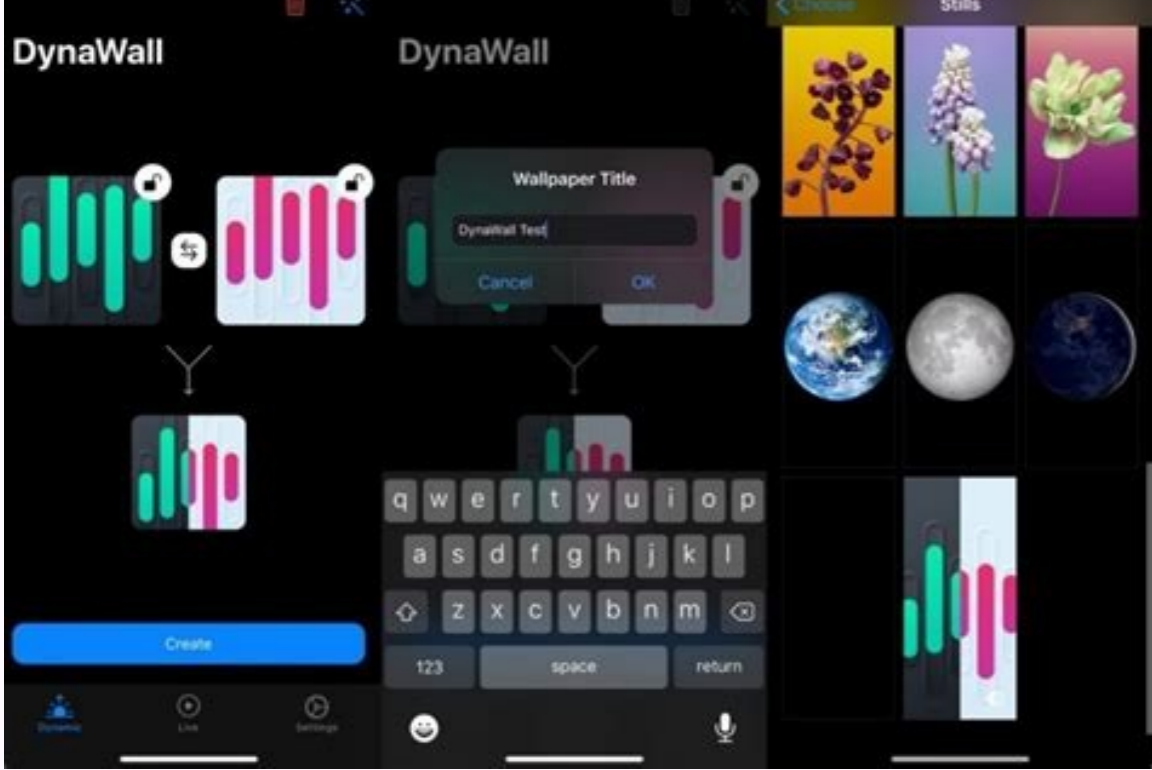 DynaWall
Create
Dynamic
Live
Settings
DynaWall
Wallpaper Title
DynaWall Test
Cancel
OK
q w e r t y u i o p
a s d f g h j k l
z x c v b n m
123 space return
Choose
Stills